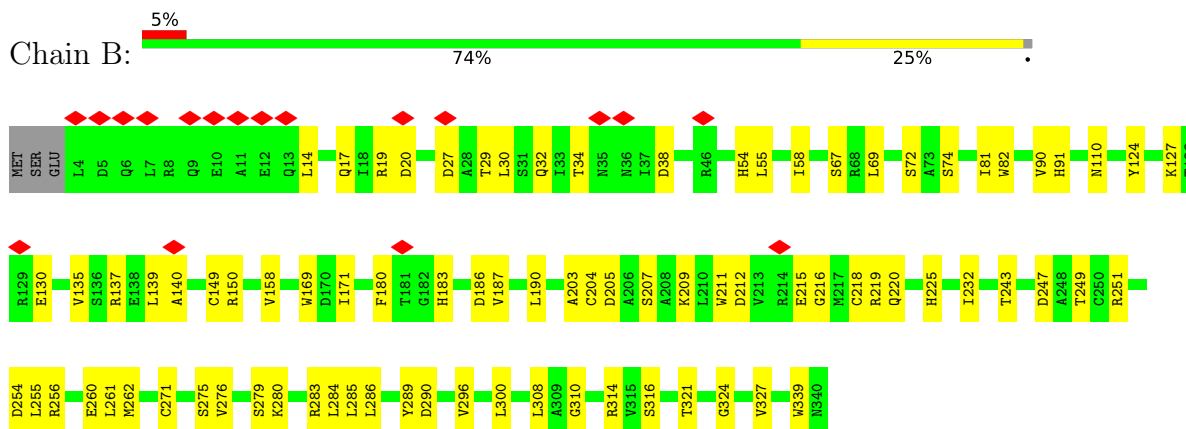 5%
Chain B:
74% 25% •
MET SER GLU L4 D5 Q6 L7 R8 Q9 E10 A11 E12 Q13 L14 Q17 I18 R19 D20 D27 A28 T29 L30 S31 Q32 I33 T34 N35 N36 I37 D38 R46 H54 L55 I58 S67 R68 L69 S72 A73 S74 I81 W82 V90 H91 N110 Y124 K127
R129 E130 V135 S136 R137 E138 L139 A140 C149 R150 V158 W169 D170 I171 F180 T181 G182 H183 D186 V187 L190 A203 C204 D205 A206 S207 A208 K209 L210 W211 D212 V213 R214 E215 G216 M217 C218 R219 Q220 H225 I232 T243 D247 A248 T249 C250 R251
D254 L255 R256 E260 L261 M262 C271 S275 V276 S279 K280 R283 L284 L285 L286 Y289 D290 V296 L300 L308 A309 G310 R314 V315 S316 T321 G324 V327 W339 N340